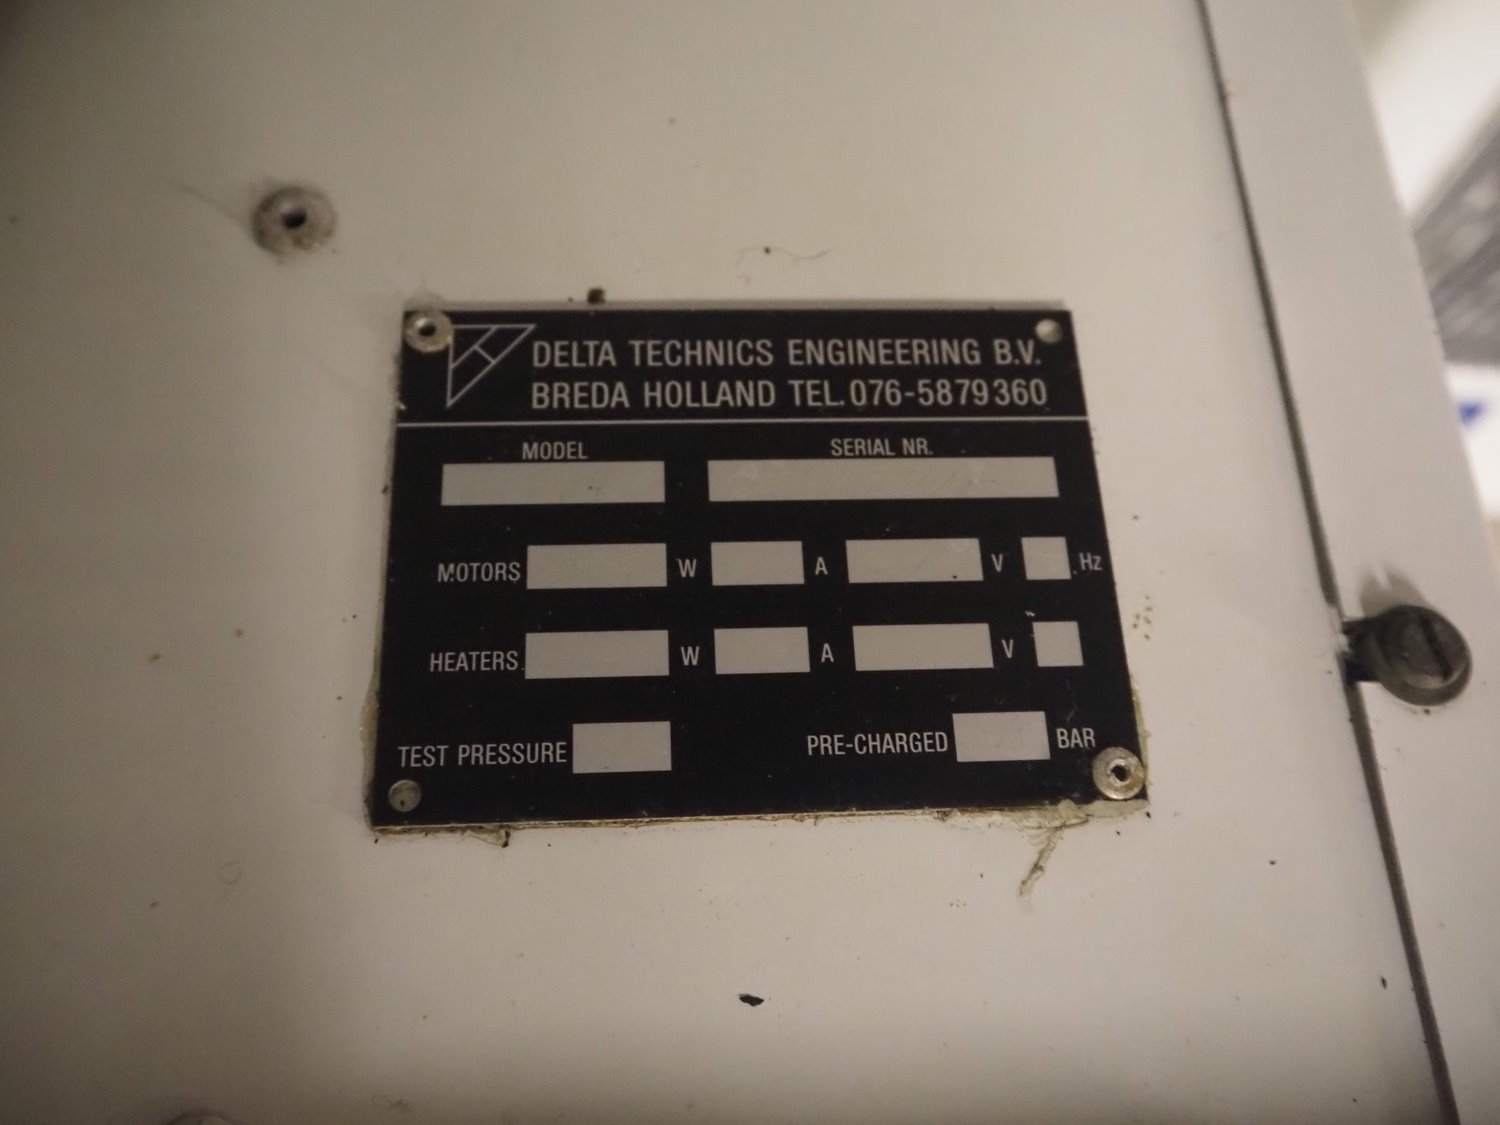 DELTA TECHNICS ENGINEERING B.V.
BREDA HOLLAND TEL. 076-5879360
MODEL SERIAL NR.
MOTORS W A V Hz
HEATERS W A V
TEST PRESSURE PRE-CHARGED BAR